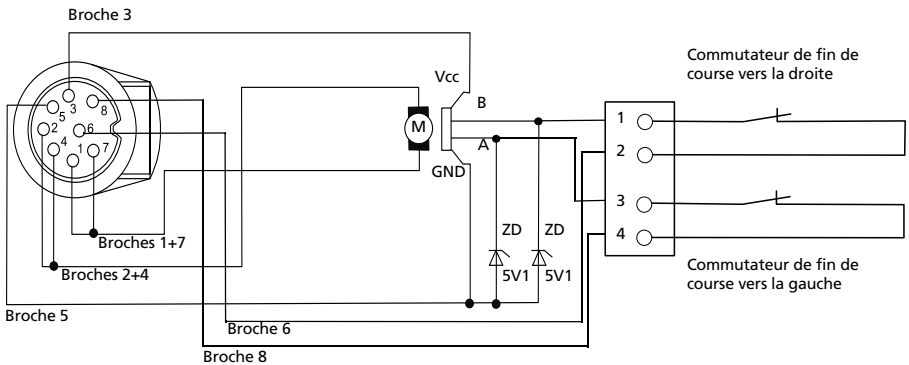 Broche 3
Commutateur de fin de
course vers la droite
Vcc
B
M
A
GND
3
8
5
2
6
4
1
7
1
2
3
4
Broches 1+7
Broches 2+4
ZD
5V1
ZD
5V1
Commutateur de fin de
course vers la gauche
Broche 5
Broche 6
Broche 8